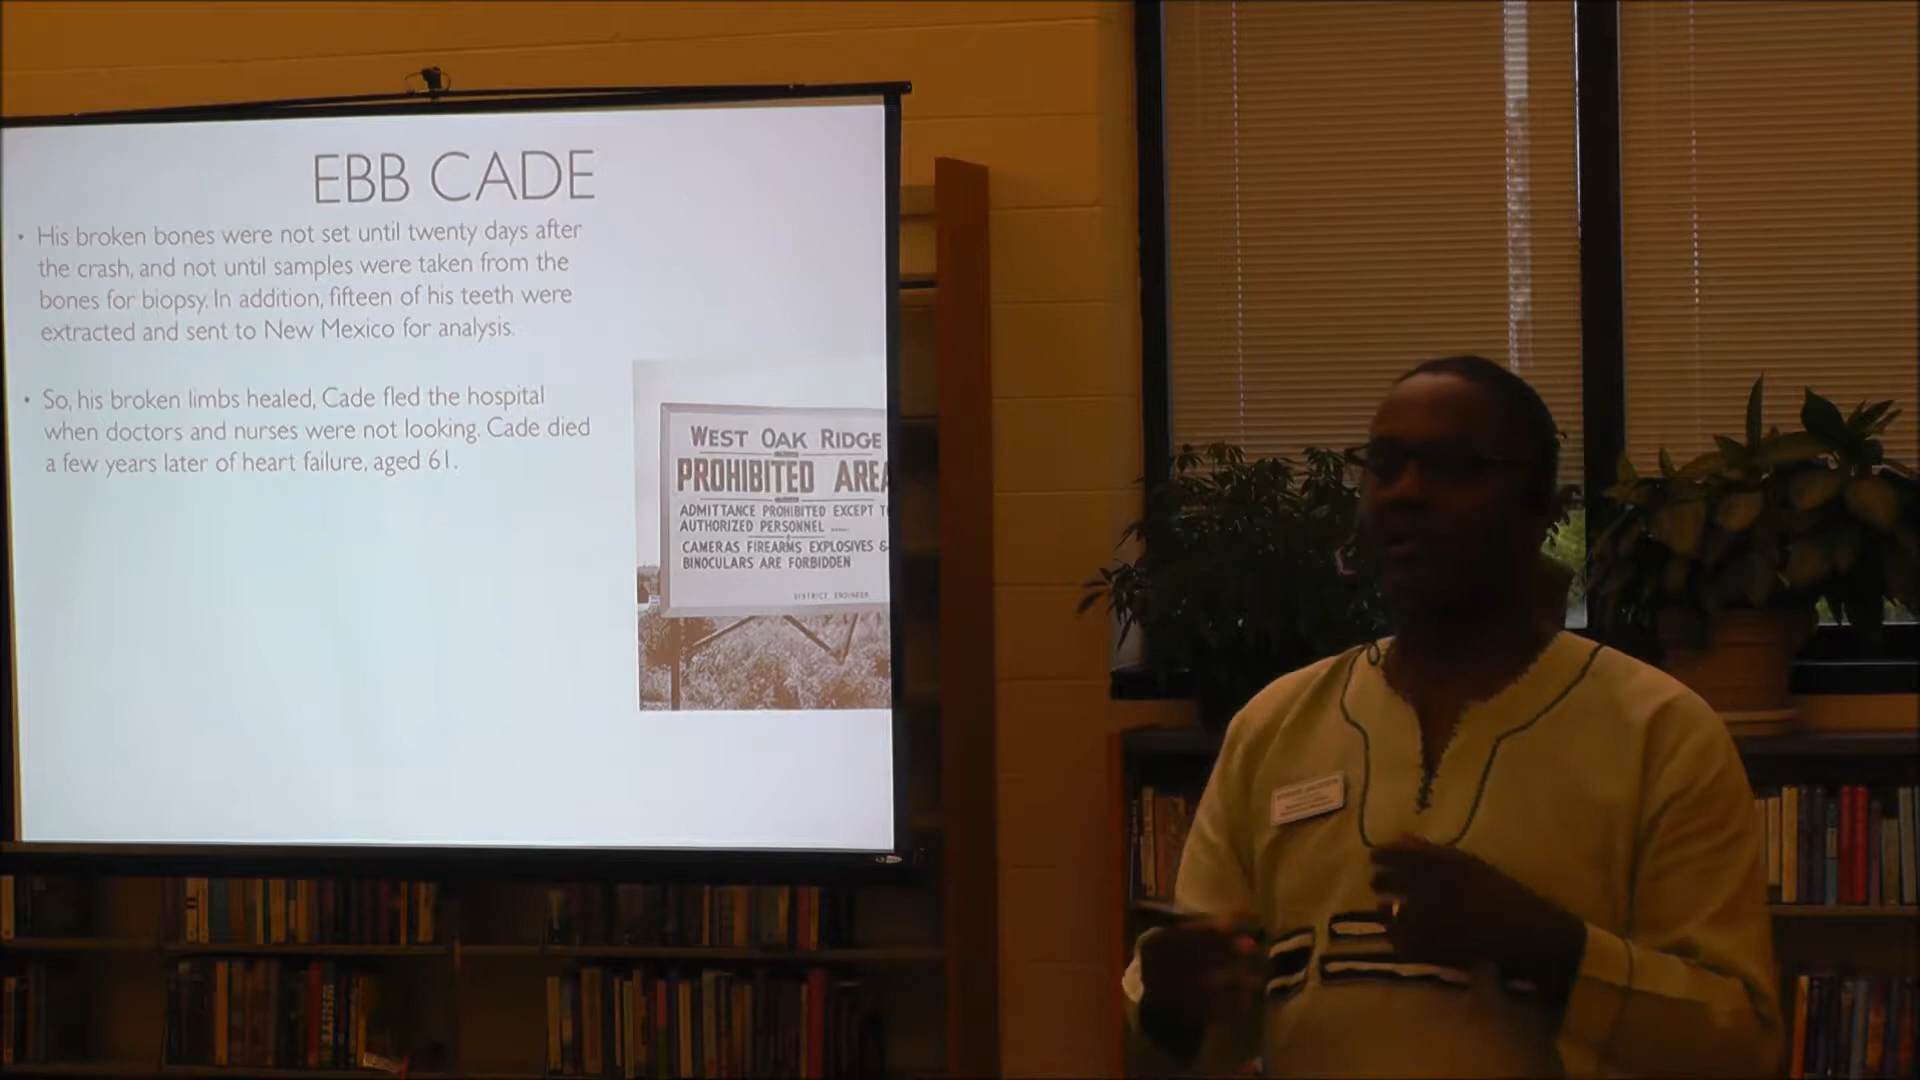 EBB CADE
• His broken bones were not set until twenty days after
the crash, and not until samples were taken from the
bones for biopsy. In addition, fifteen of his teeth were
extracted and sent to New Mexico for analysis.
• So, his broken limbs healed, Cade fled the hospital
when doctors and nurses were not looking. Cade died
a few years later of heart failure, aged 61.
WEST OAK RIDGE
PROHIBITED AREA
ADMITTANCE PROHIBITED EXCEPT T
AUTHORIZED PERSONNEL
CAMERAS FIREARMS EXPLOSIVES &
BINOCULARS ARE FORBIDDEN
DISTRICT ENGINEER